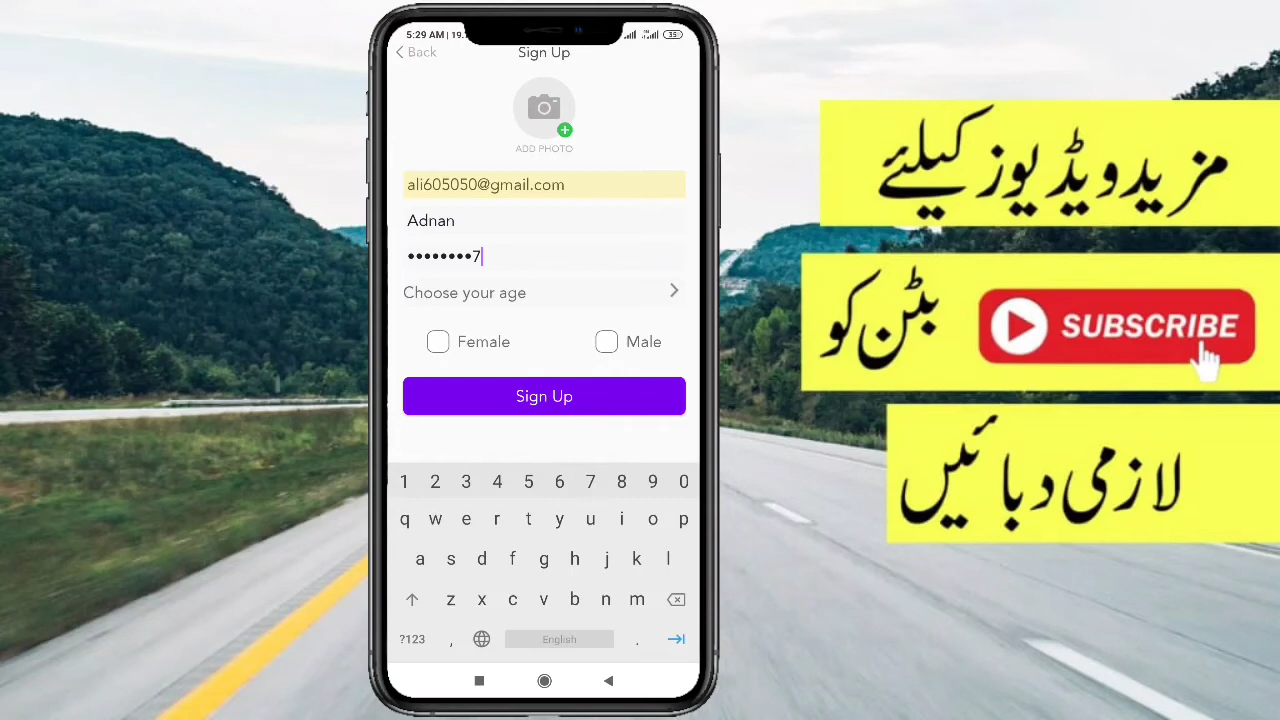 5:29 AM | 19.
35
Back
Sign Up
ADD PHOTO
ali605050@gmail.com
Adnan
••••••••7
Choose your age
Female
Male
Sign Up
1 2 3 4 5 6 7 8 9 0
q w e r t y u i o p
a s d f g h j k l
z x c v b n m
?123 , English .
مزید ویڈیوز کیلئے
بٹن کو
SUBSCRIBE
لازمی دبائیں